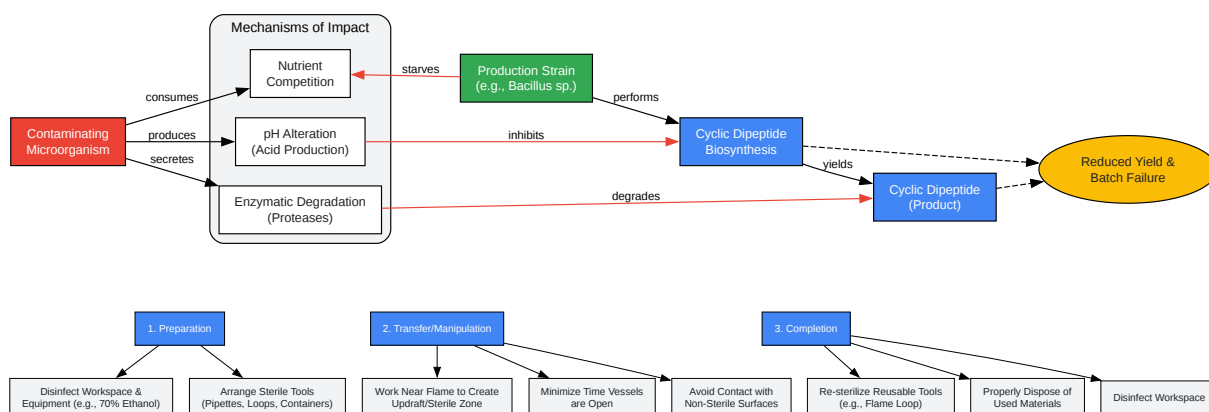 Mechanisms of Impact
Nutrient
Competition
starves
Production Strain
(e.g., Bacillus sp.)
consumes
performs
Contaminating
Microorganism
produces
pH Alteration
(Acid Production)
inhibits
Cyclic Dipeptide
Biosynthesis
secretes
yields
Reduced Yield &
Batch Failure
Enzymatic Degradation
(Proteases)
degrades
Cyclic Dipeptide
(Product)
1. Preparation
2. Transfer/Manipulation
3. Completion
Disinfect Workspace &
Equipment (e.g., 70% Ethanol)
Arrange Sterile Tools
(Pipettes, Loops, Containers)
Work Near Flame to Create
Updraft/Sterile Zone
Minimize Time Vessels
are Open
Avoid Contact with
Non-Sterile Surfaces
Re-sterilize Reusable Tools
(e.g., Flame Loop)
Properly Dispose of
Used Materials
Disinfect Workspace